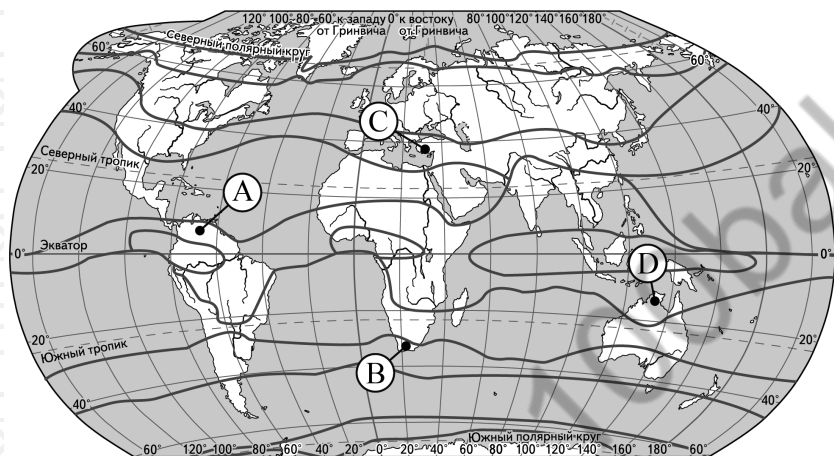 120°100°80°60°к западу 0°к востоку 80°100°120°140°160°180°
от Гринвича от Гринвича
Северный полярный круг
60° 60°
C
40° 40°
Северный тропик
20° 20°
A
Экватор
0° 0°
D
20° 20°
Южный тропик
B
40° 40°
Южный полярный круг
60° 120° 100° 80° 60° 40° 20° 0° 20° 40° 60° 80° 100° 120° 140° 160° 180° 60°
100bal